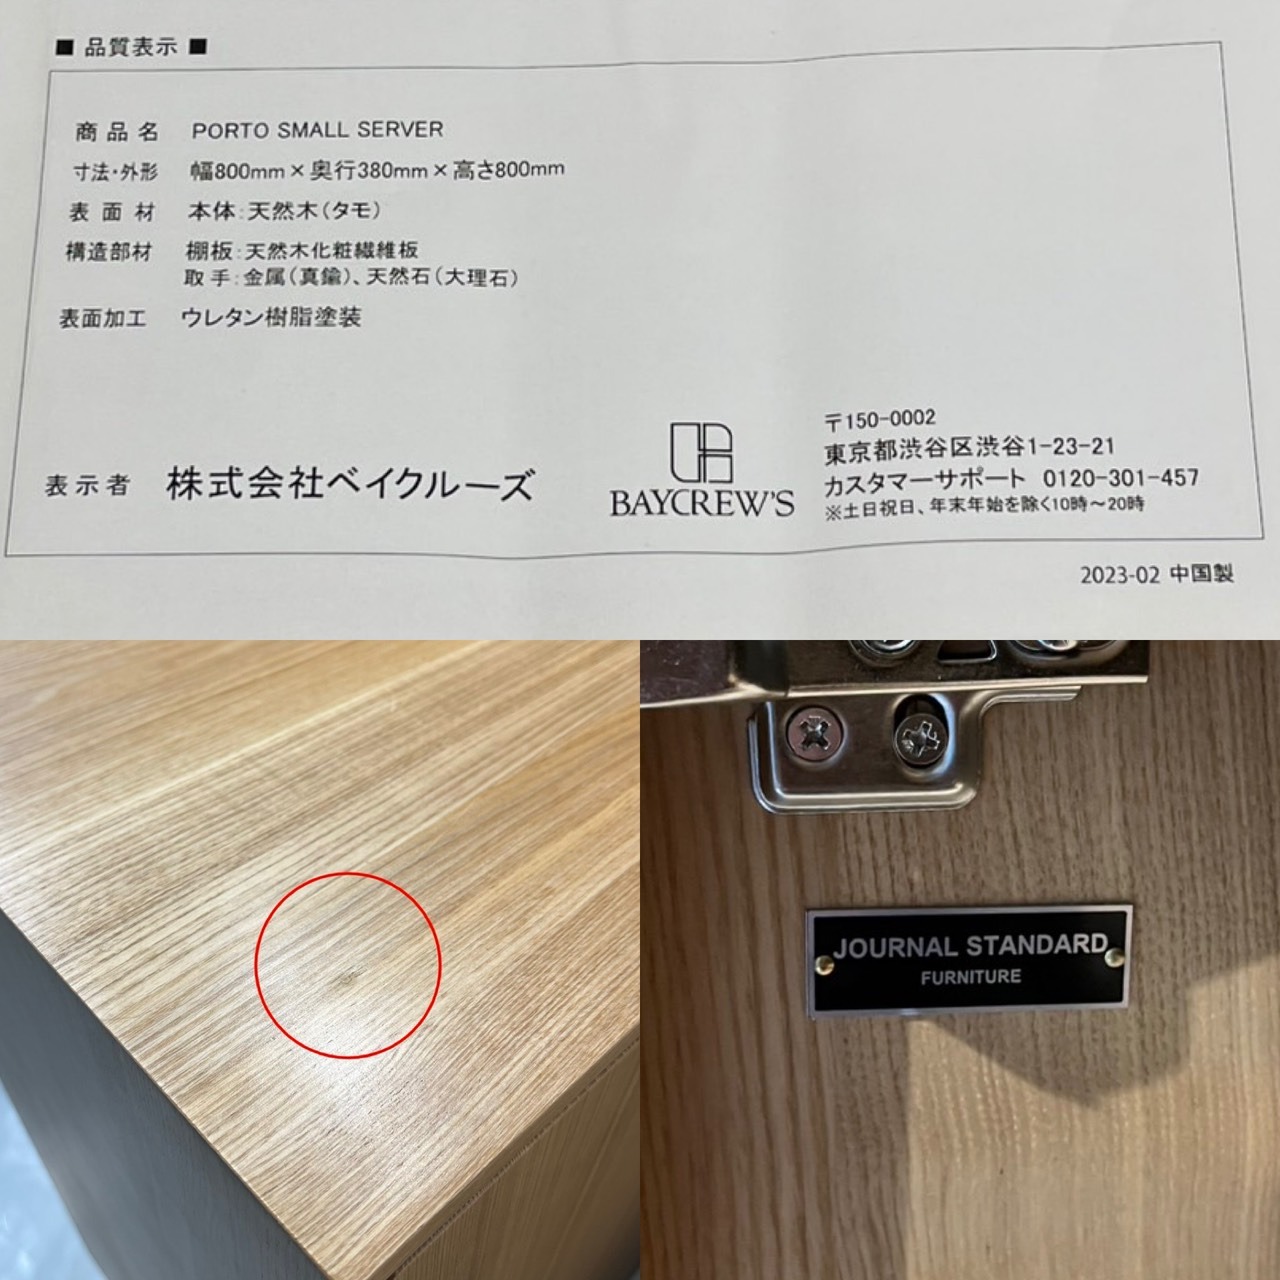 ■ 品質表示 ■
商品名 PORTO SMALL SERVER
寸法・外形 幅800mm×奥行380mm×高さ800mm
表面材 本体:天然木(タモ)
構造部材 棚板:天然木化粧繊維板
取手:金属(真鍮)、天然石(大理石)
表面加工 ウレタン樹脂塗装
表示者 株式会社ベイクルーズ
BAYCREW'S
〒150-0002
東京都渋谷区渋谷1-23-21
カスタマーサポート 0120-301-457
※土日祝日、年末年始を除く10時～20時
2023-02 中国製
JOURNAL STANDARD
FURNITURE